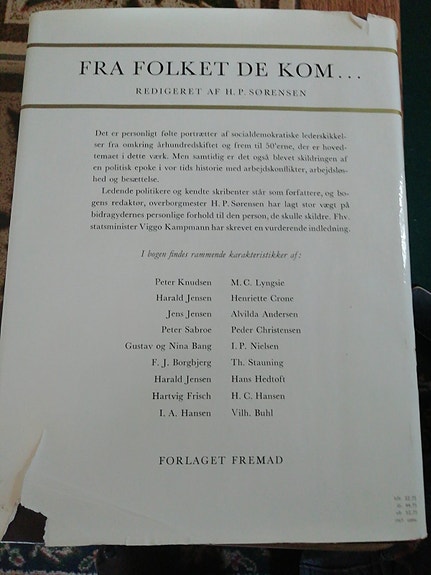 FRA FOLKET DE KOM...
REDIGERET AF H. P. SØRENSEN
Det er personligt følte portrætter af socialdemokratiske lederskikkel-
ser fra omkring århundredskiftet og frem til 50'erne, der er hoved-
temaet i dette værk. Men samtidig er det også blevet skildringen af
en politisk epoke i vor tids historie med arbejdskonflikter, arbejdsløs-
hed og besættelse.
Ledende politikere og kendte skribenter står som forfattere, og bo-
gens redaktør, overborgmester H. P. Sørensen har lagt stor vægt på
bidragydernes personlige forhold til den person, de skulle skildre. Fhv.
statsminister Viggo Kampmann har skrevet en vurderende indledning.
I bogen findes rammende karakteristikker af:
Peter Knudsen M. C. Lyngsie
Harald Jensen Henriette Crone
Jens Jensen Alvilda Andersen
Peter Sabroe Peder Christensen
Gustav og Nina Bang I. P. Nielsen
F. J. Borgbjerg Th. Stauning
Harald Jensen Hans Hedtoft
Hartvig Frisch H. C. Hansen
I. A. Hansen Vilh. Buhl
FORLAGET FREMAD